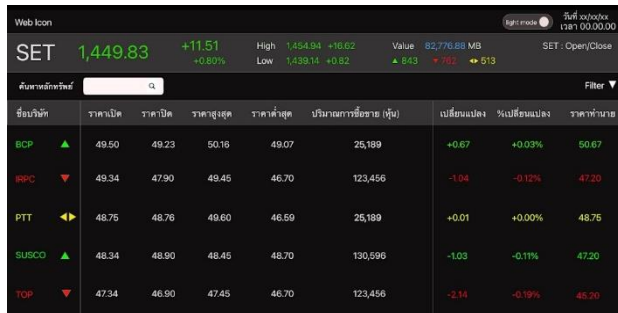 Web Icon light mode วันที่ xx/xx/xx
เวลา 00.00.00
SET 1,449.83 +11.51 +0.80% High 1,454.94 +16.62 Value 82,776.88 MB SET : Open/Close
Low 1,439.14 +0.82 ▲ 843 ▼ 762 ◂▸ 513
ค้นหาหลักทรัพย์ Filter ▼
ชื่อบริษัท ราคาเปิด ราคาปิด ราคาสูงสุด ราคาต่ำสุด ปริมาณการซื้อขาย (หุ้น) เปลี่ยนแปลง %เปลี่ยนแปลง ราคาทำนาย
BCP ▲ 49.50 49.23 50.16 49.07 25,189 +0.67 +0.03% 50.67
IRPC ▼ 49.34 47.90 49.45 46.70 123,456 -1.04 -0.12% 47.20
PTT ◂▸ 48.75 48.76 49.60 46.59 25,189 +0.01 +0.00% 48.75
SUSCO ▲ 48.34 48.90 48.45 48.70 130,596 -1.03 -0.11% 47.20
TOP ▼ 47.34 46.90 47.45 46.70 123,456 -2.14 -0.19% 45.20